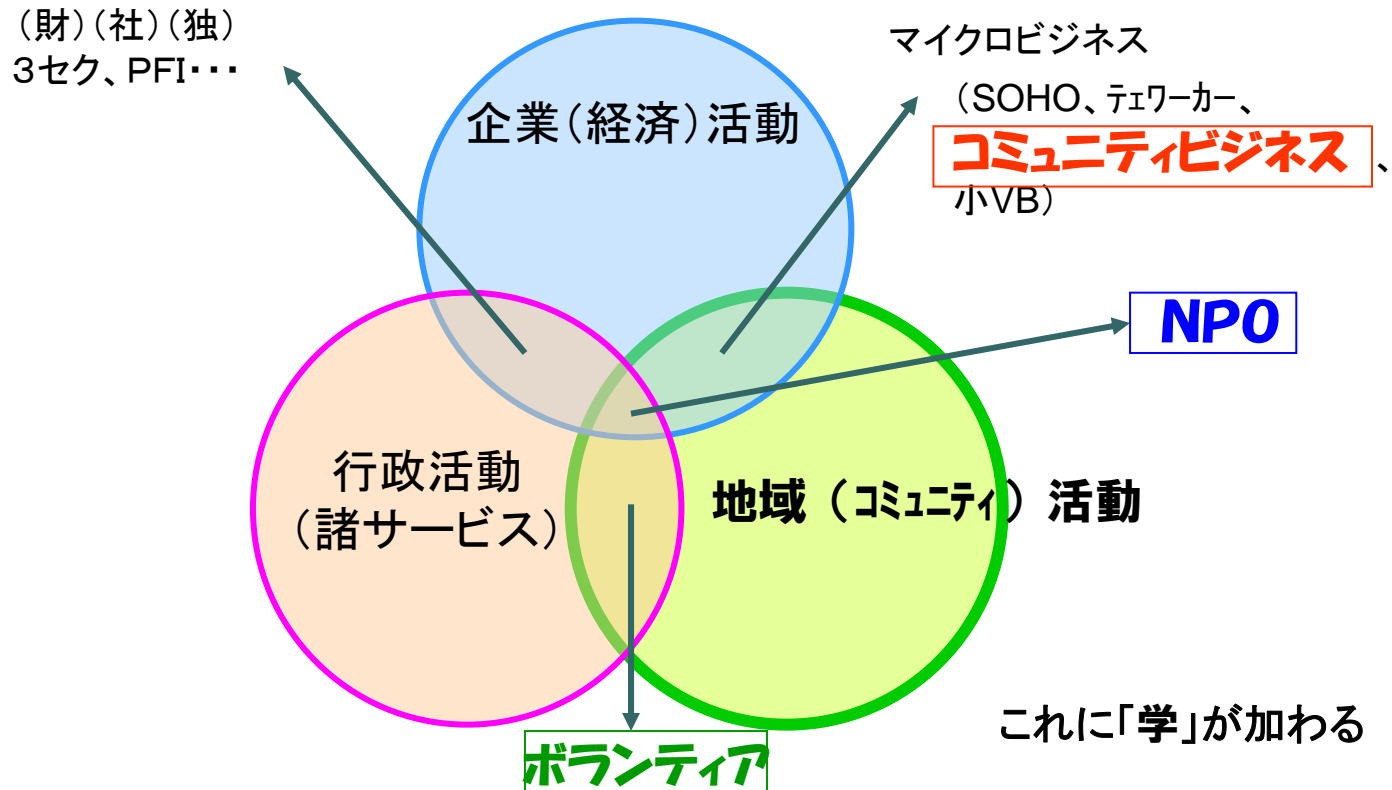 （財）（社）（独）
３セク、PFI・・・
マイクロビジネス
（SOHO、ﾃｪﾜｰｶｰ、
コミュニティビジネス、
小VB）
企業（経済）活動
NPO
行政活動
（諸サービス）
地域（ｺﾐｭﾆﾃｨ）活動
これに「学」が加わる
ボランティア